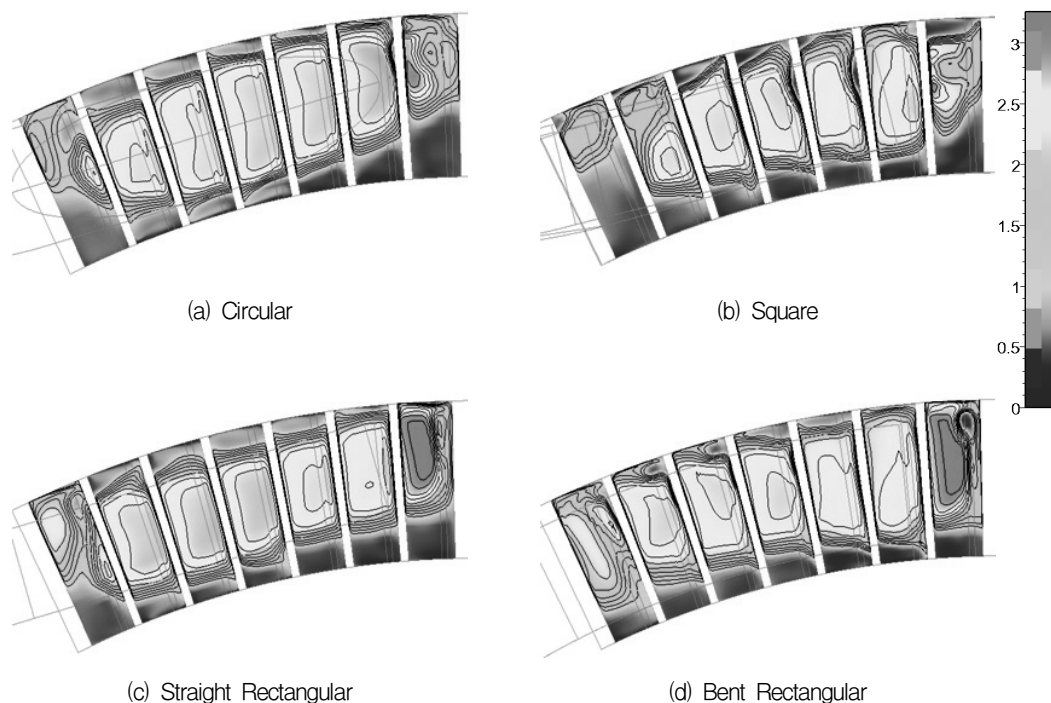 (a) Circular
(b) Square
3
2.5
2
1.5
1
0.5
0
(c) Straight Rectangular
(d) Bent Rectangular